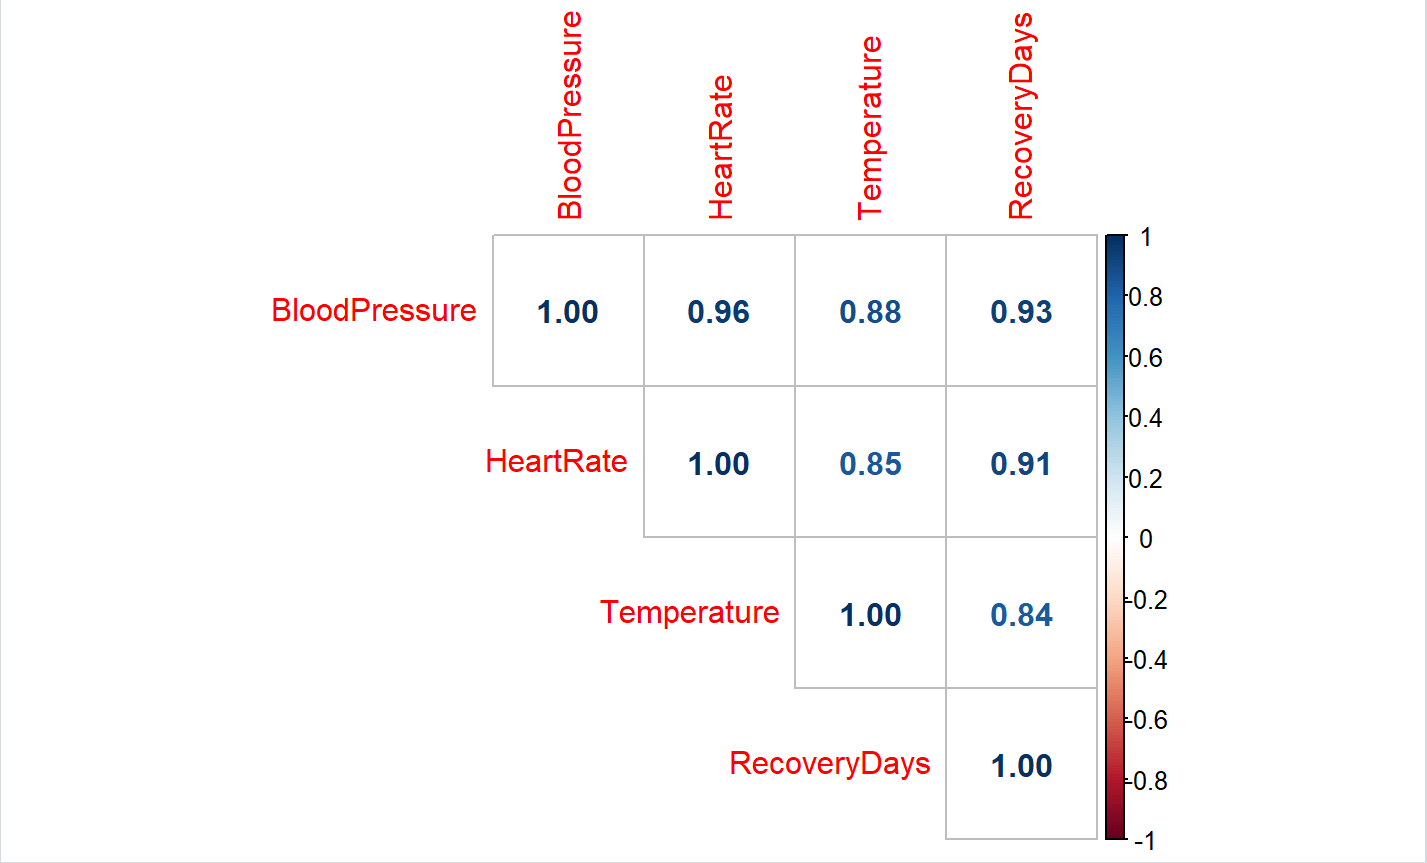 BloodPressure
HeartRate
Temperature
RecoveryDays
BloodPressure 1.00 0.96 0.88 0.93
HeartRate 1.00 0.85 0.91
Temperature 1.00 0.84
RecoveryDays 1.00
1
0.8
0.6
0.4
0.2
0
-0.2
-0.4
-0.6
-0.8
-1